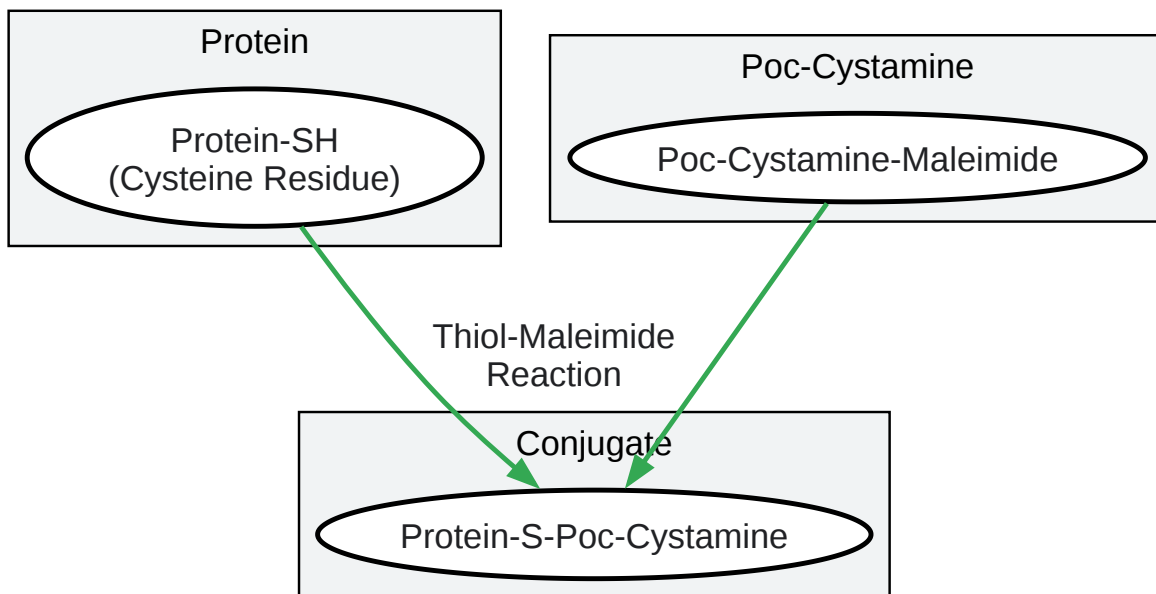 Protein
Poc-Cystamine
Protein-SH
(Cysteine Residue)
Poc-Cystamine-Maleimide
Thiol-Maleimide
Reaction
Conjugate
Protein-S-Poc-Cystamine